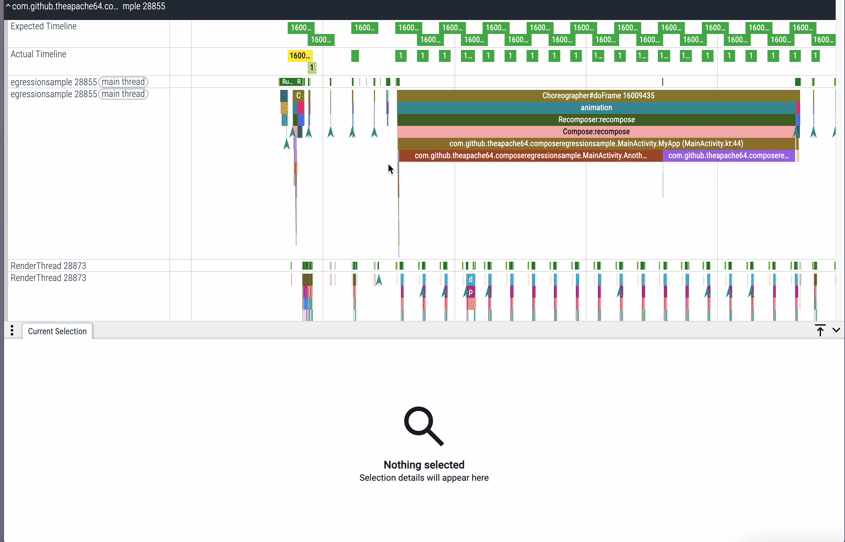 com.github.theapache64.co... mple 28855
Expected Timeline
1600... 1600... 1600... 1600... 1600... 1600... 1600... 1600... 1600... 1600... 1600... 1600...
1600... 1600... 1600... 1600... 1600... 1600... 1600... 1600... 1600... 1600...
Actual Timeline
1600... 1 1 1 1... 1 1 1 1 1 1... 1... 1 1 1 1 1 1 1 1 1
1
egressionsample 28855 main thread
Ru... R
egressionsample 28855 main thread
C
Choreographer#doFrame 16009435
animation
Recomposer:recompose
Compose:recompose
com.github.theapache64.composeregressionsample.MainActivity.MyApp (MainActivity.kt:44)
com.github.theapache64.composeregressionsample.MainActivity.Anoth... com.github.theapache64.composere...
RenderThread 28873
RenderThread 28873
d
p
Current Selection
Nothing selected
Selection details will appear here